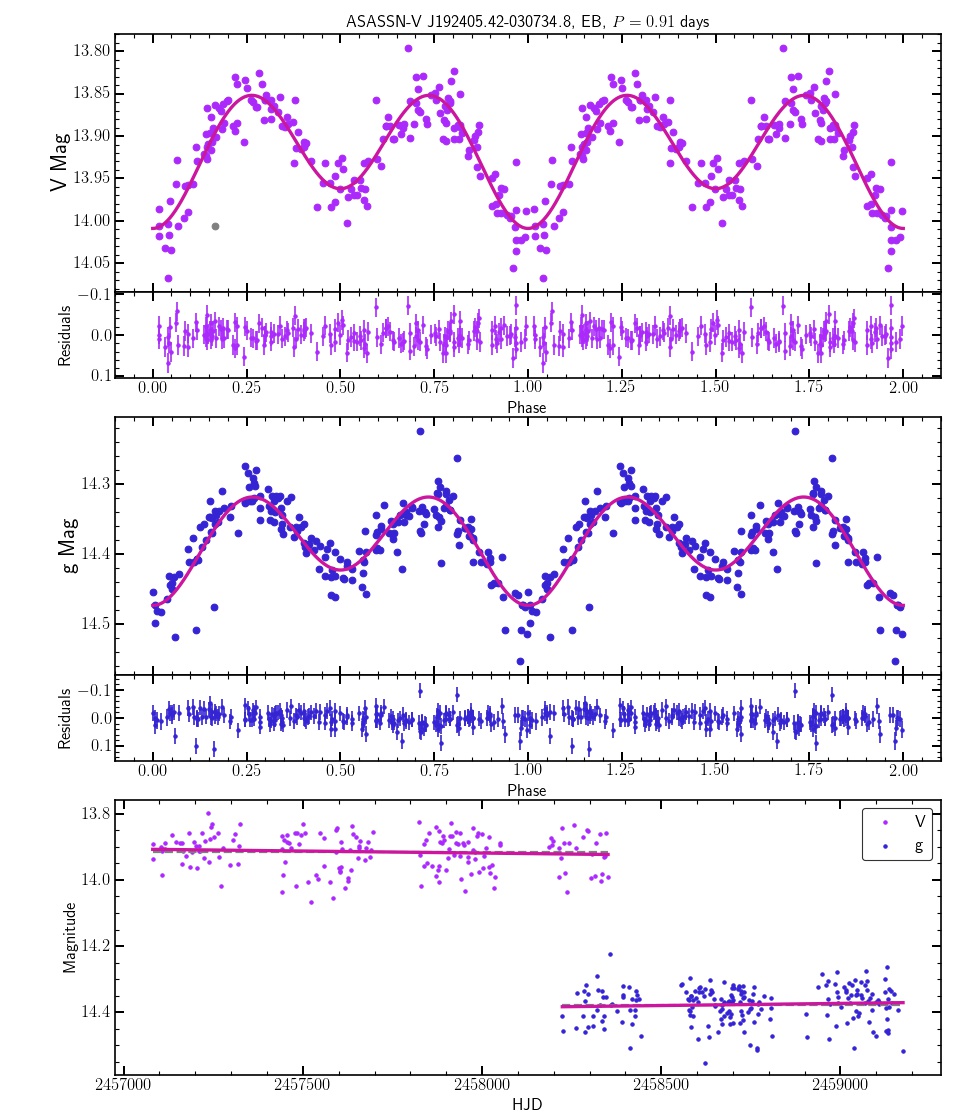 ASASSN-V J192405.42-030734.8, EB, P = 0.91 days
V Mag
13.80
13.85
13.90
13.95
14.00
14.05
Residuals
−0.1
0.0
0.1
0.00 0.25 0.50 0.75 1.00 1.25 1.50 1.75 2.00
Phase
g Mag
14.3
14.4
14.5
Residuals
−0.1
0.0
0.1
0.00 0.25 0.50 0.75 1.00 1.25 1.50 1.75 2.00
Phase
Magnitude
13.8
14.0
14.2
14.4
V
g
2457000 2457500 2458000 2458500 2459000
HJD